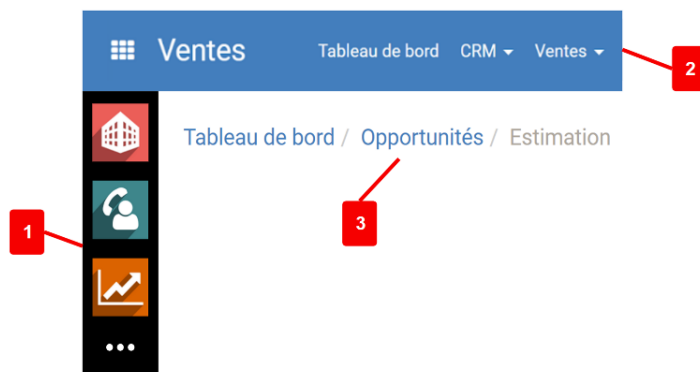 Ventes Tableau de bord CRM Ventes
2
Tableau de bord / Opportunités / Estimation
1
3